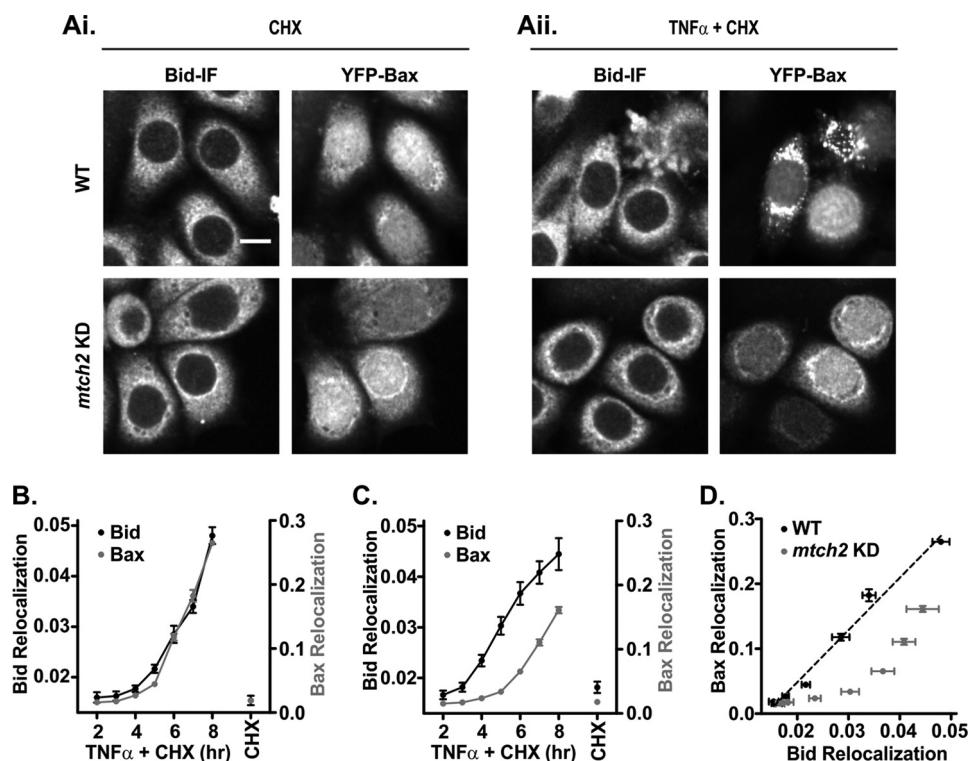 Ai. CHX Aii. TNFα + CHX
Bid-IF YFP-Bax Bid-IF YFP-Bax
WT
mtch2 KD
B. C. D.
0.05 Bid 0.3
Bax
0.04 0.2
0.03 0.1
0.02 0.0
Bid Relocalization
Bax Relocalization
2 4 6 8 CHX
TNFα + CHX (hr)
0.05 Bid 0.3
Bax
0.04 0.2
0.03 0.1
0.02 0.0
Bid Relocalization
Bax Relocalization
2 4 6 8 CHX
TNFα + CHX (hr)
0.3 WT
mtch2 KD
0.2
0.1
0.0
Bax Relocalization
0.02 0.03 0.04 0.05
Bid Relocalization